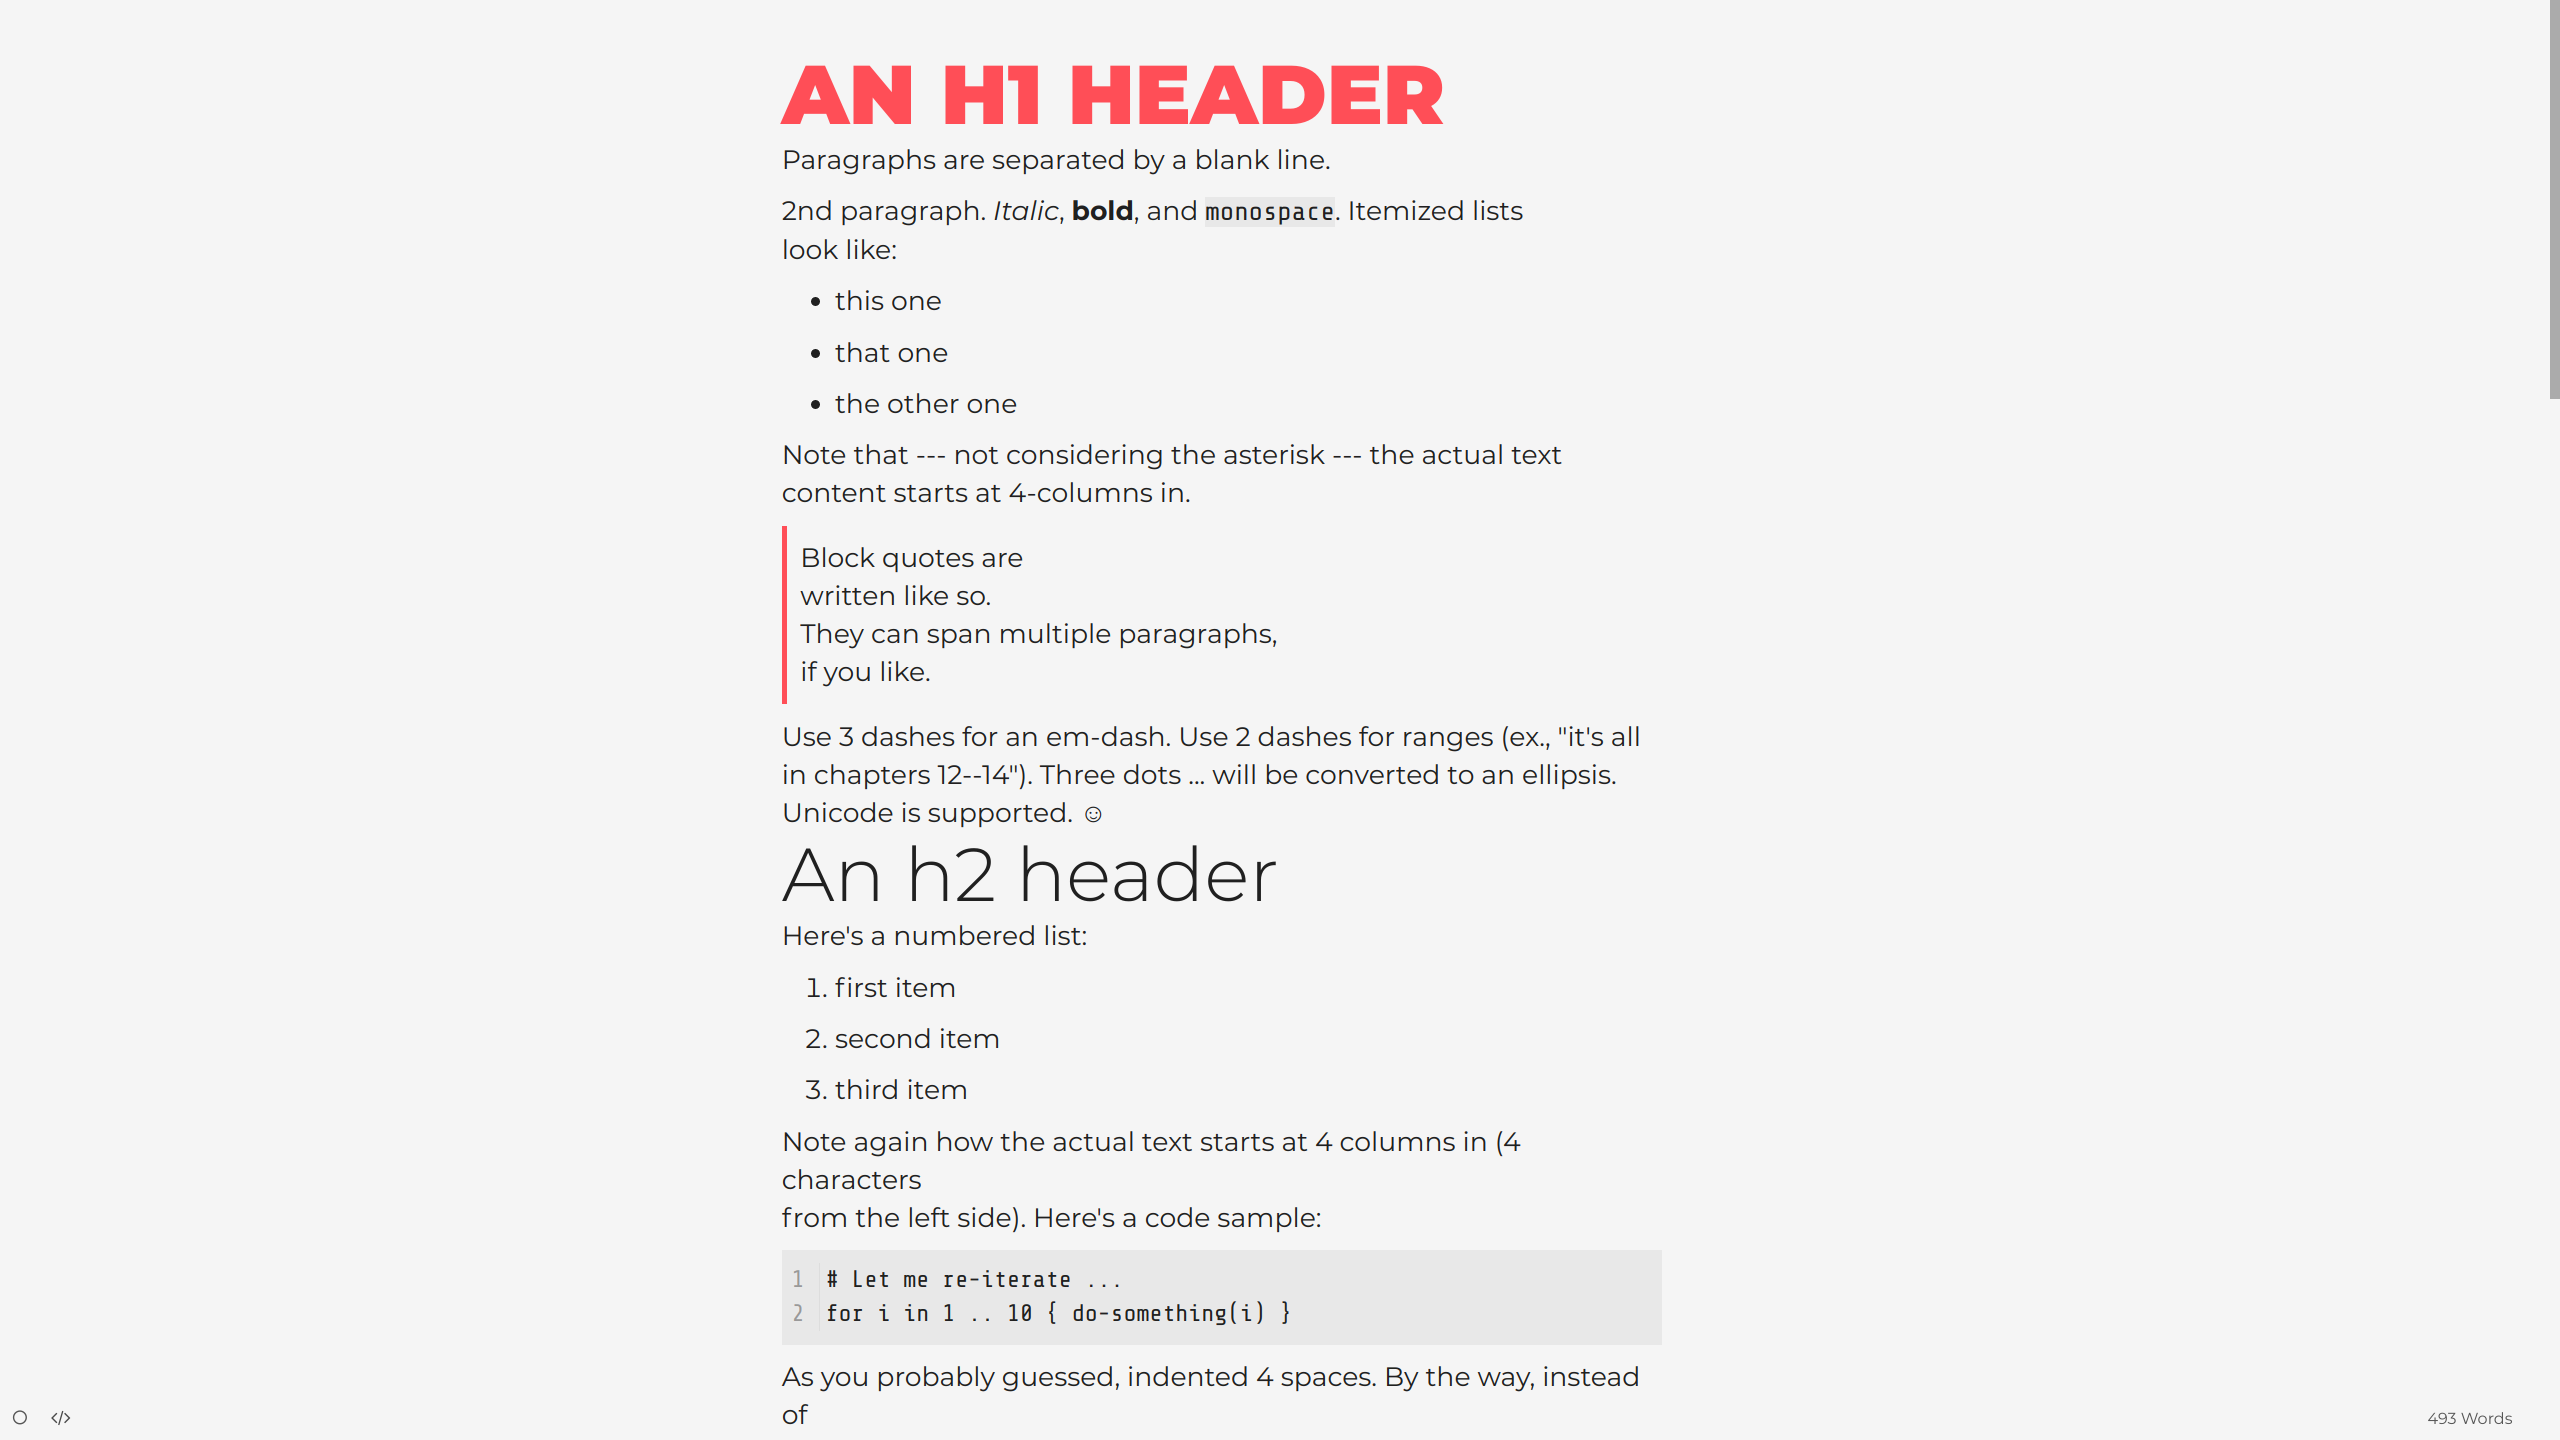 AN H1 HEADER
Paragraphs are separated by a blank line.
2nd paragraph. Italic, bold, and monospace. Itemized lists
look like:
• this one
• that one
• the other one
Note that --- not considering the asterisk --- the actual text
content starts at 4-columns in.
Block quotes are
written like so.
They can span multiple paragraphs,
if you like.
Use 3 dashes for an em-dash. Use 2 dashes for ranges (ex., "it's all
in chapters 12--14"). Three dots ... will be converted to an ellipsis.
Unicode is supported. ☺
An h2 header
Here's a numbered list:
1. first item
2. second item
3. third item
Note again how the actual text starts at 4 columns in (4
characters
from the left side). Here's a code sample:
1 # Let me re-iterate ...
2 for i in 1 .. 10 { do-something(i) }
As you probably guessed, indented 4 spaces. By the way, instead
of
</> 493 Words